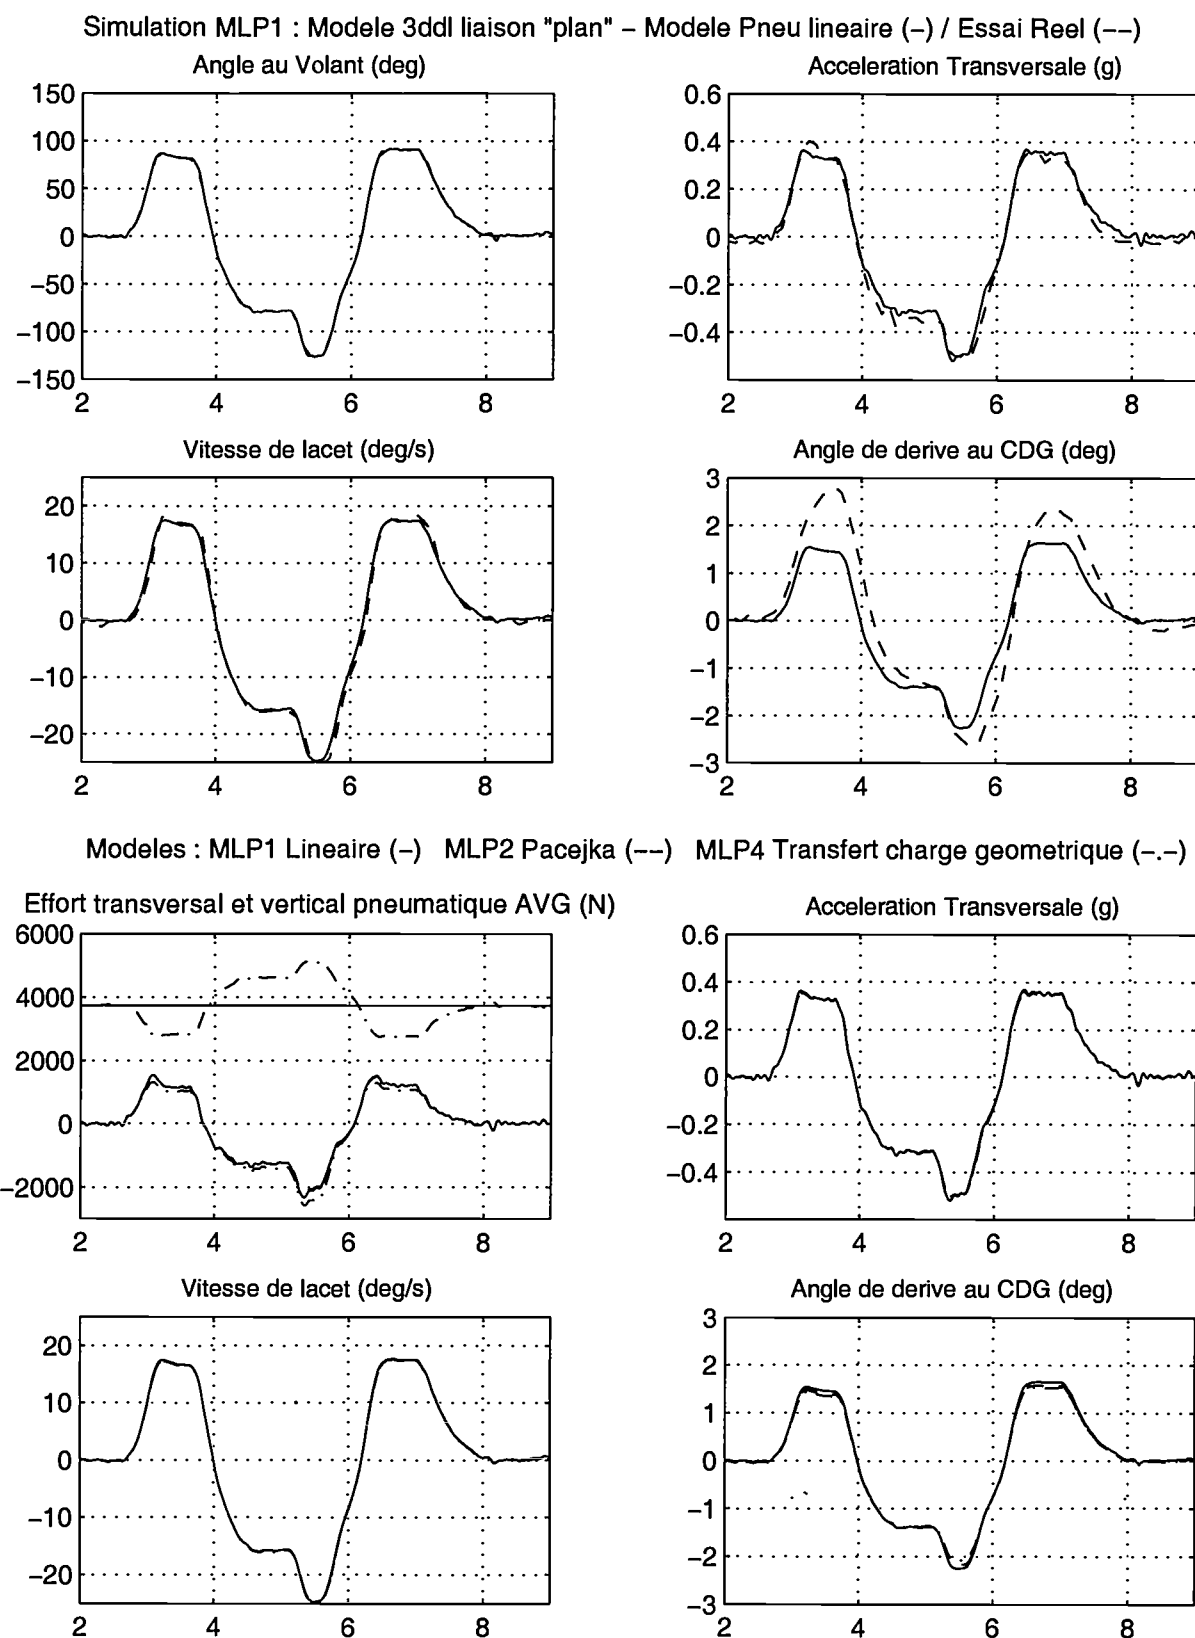 Simulation MLP1 : Modele 3ddl liaison "plan" – Modele Pneu lineaire (–) / Essai Reel (––)
Angle au Volant (deg)
150
100
50
0
−50
−100
−150
2 4 6 8
Acceleration Transversale (g)
0.6
0.4
0.2
0
−0.2
−0.4
2 4 6 8
Vitesse de lacet (deg/s)
20
10
0
−10
−20
2 4 6 8
Angle de derive au CDG (deg)
3
2
1
0
−1
−2
−3
2 4 6 8
Modeles : MLP1 Lineaire (–) MLP2 Pacejka (––) MLP4 Transfert charge geometrique (–.–)
Effort transversal et vertical pneumatique AVG (N)
6000
4000
2000
0
−2000
2 4 6 8
Acceleration Transversale (g)
0.6
0.4
0.2
0
−0.2
−0.4
2 4 6 8
Vitesse de lacet (deg/s)
20
10
0
−10
−20
2 4 6 8
Angle de derive au CDG (deg)
3
2
1
0
−1
−2
−3
2 4 6 8